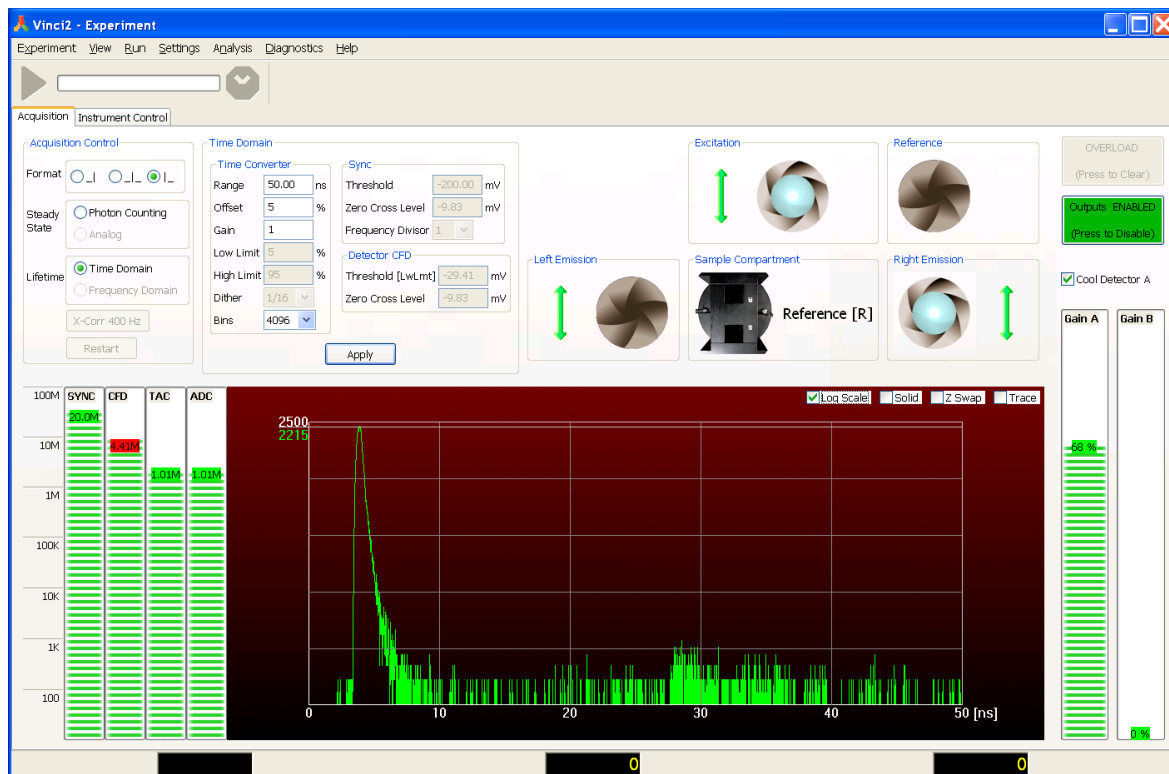 Vinci2 - Experiment
Experiment View Run Settings Analysis Diagnostics Help
Acquisition Instrument Control
Acquisition Control
Format _| _|_ |_
Steady State
Photon Counting
Analog
Lifetime
Time Domain
Frequency Domain
X-Corr 400 Hz
Restart
Time Domain
Time Converter
Range 50.00 ns
Offset 5 %
Gain 1
Low Limit 5 %
High Limit 95 %
Dither 1/16
Bins 4096
Sync
Threshold -200.00 mV
Zero Cross Level -9.83 mV
Frequency Divisor 1
Detector CFD
Threshold [LwLmt] -29.41 mV
Zero Cross Level -9.83 mV
Apply
Excitation
Reference
Left Emission
Sample Compartment
Reference [R]
Right Emission
OVERLOAD
(Press to Clear)
Outputs ENABLED
(Press to Disable)
Cool Detector A
Gain A Gain B
68 %
0 %
100M
10M
1M
100K
10K
1K
100
SYNC CFD TAC ADC
20.0M
4.41M
1.01M 1.01M
Log Scale Solid Z Swap Trace
2500
2215
0 10 20 30 40 50 [ns]
0 0